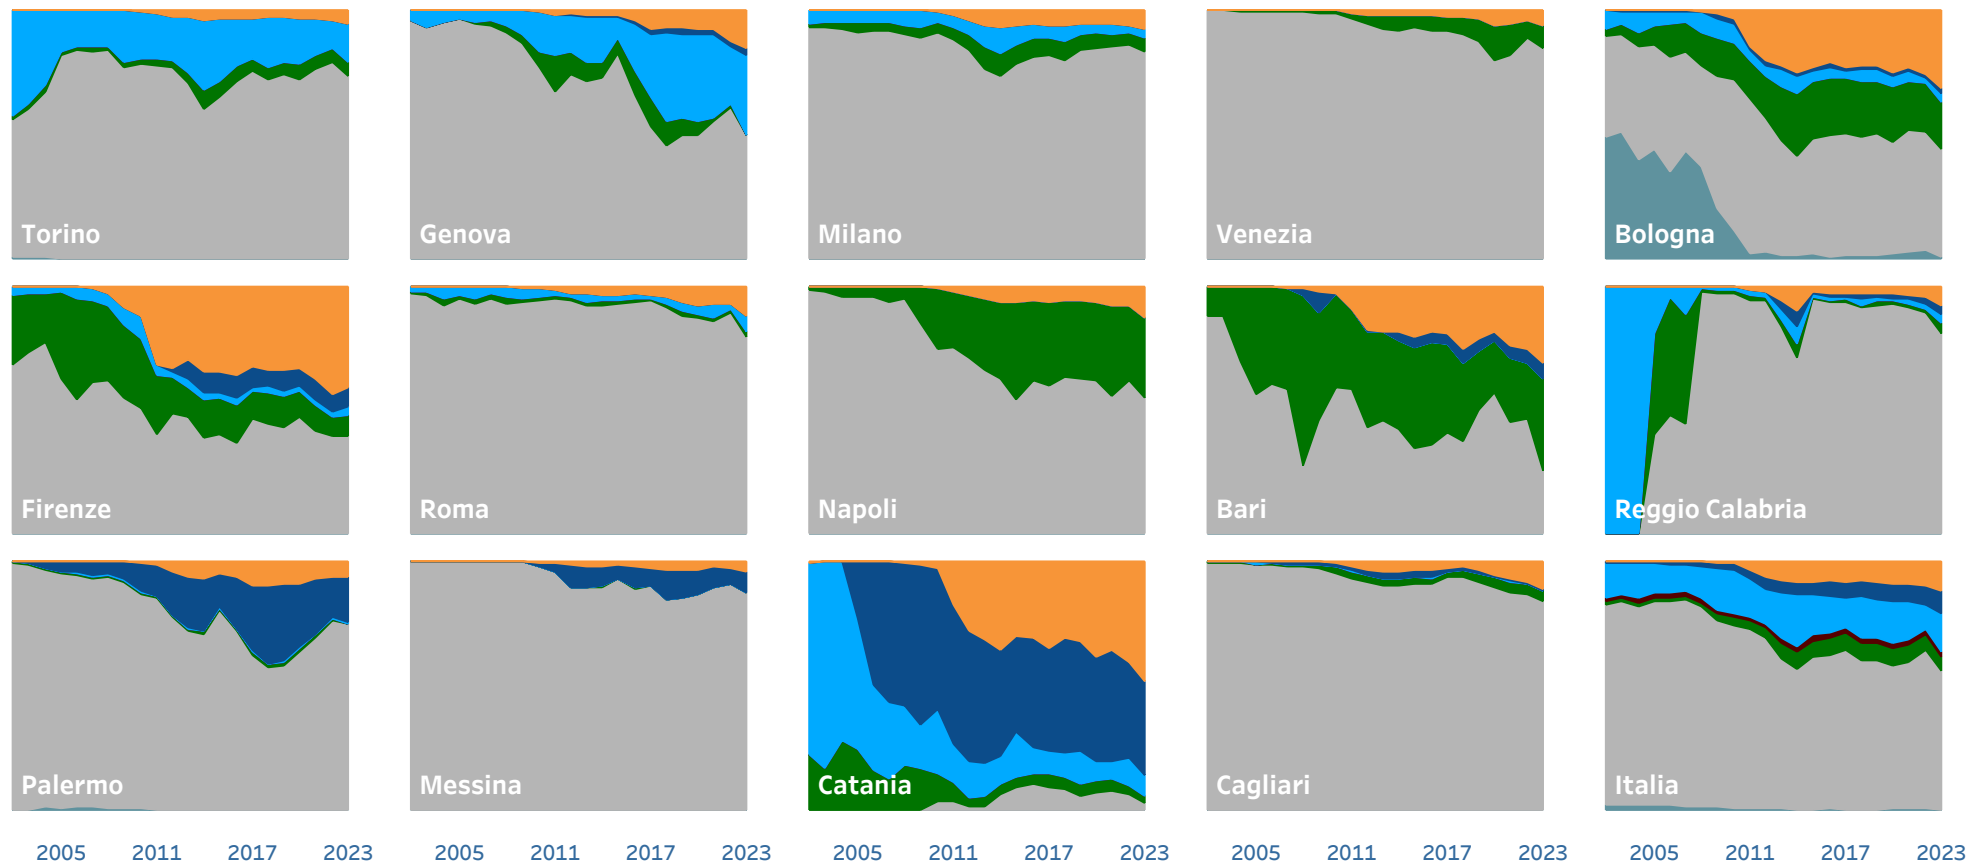 Torino
Genova
Milano
Venezia
Bologna
Firenze
Roma
Napoli
Bari
Reggio Calabria
Palermo
Messina
Catania
Cagliari
Italia
2005 2011 2017 2023 2005 2011 2017 2023 2005 2011 2017 2023 2005 2011 2017 2023 2005 2011 2017 2023